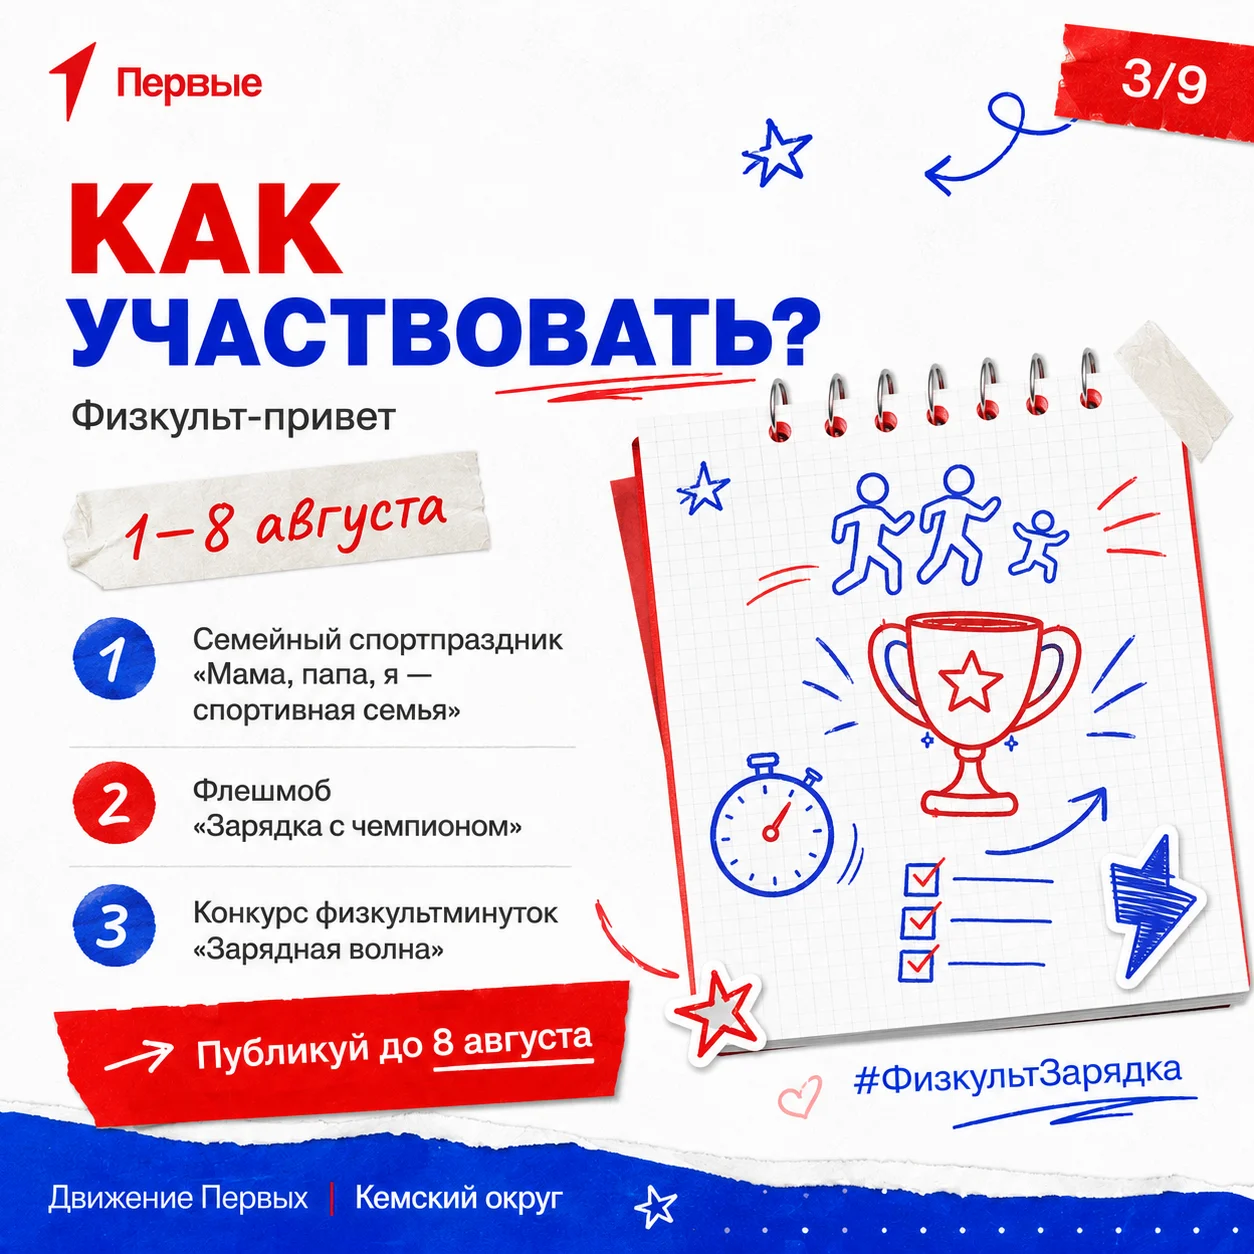 Первые
3/9
КАК
УЧАСТВОВАТЬ?
Физкульт-привет
1–8 августа
1
Семейный спортпраздник
«Мама, папа, я —
спортивная семья»
2
Флешмоб
«Зарядка с чемпионом»
3
Конкурс физкультминуток
«Зарядная волна»
Публикуй до 8 августа
#ФизкультЗарядка
Движение Первых | Кемский округ